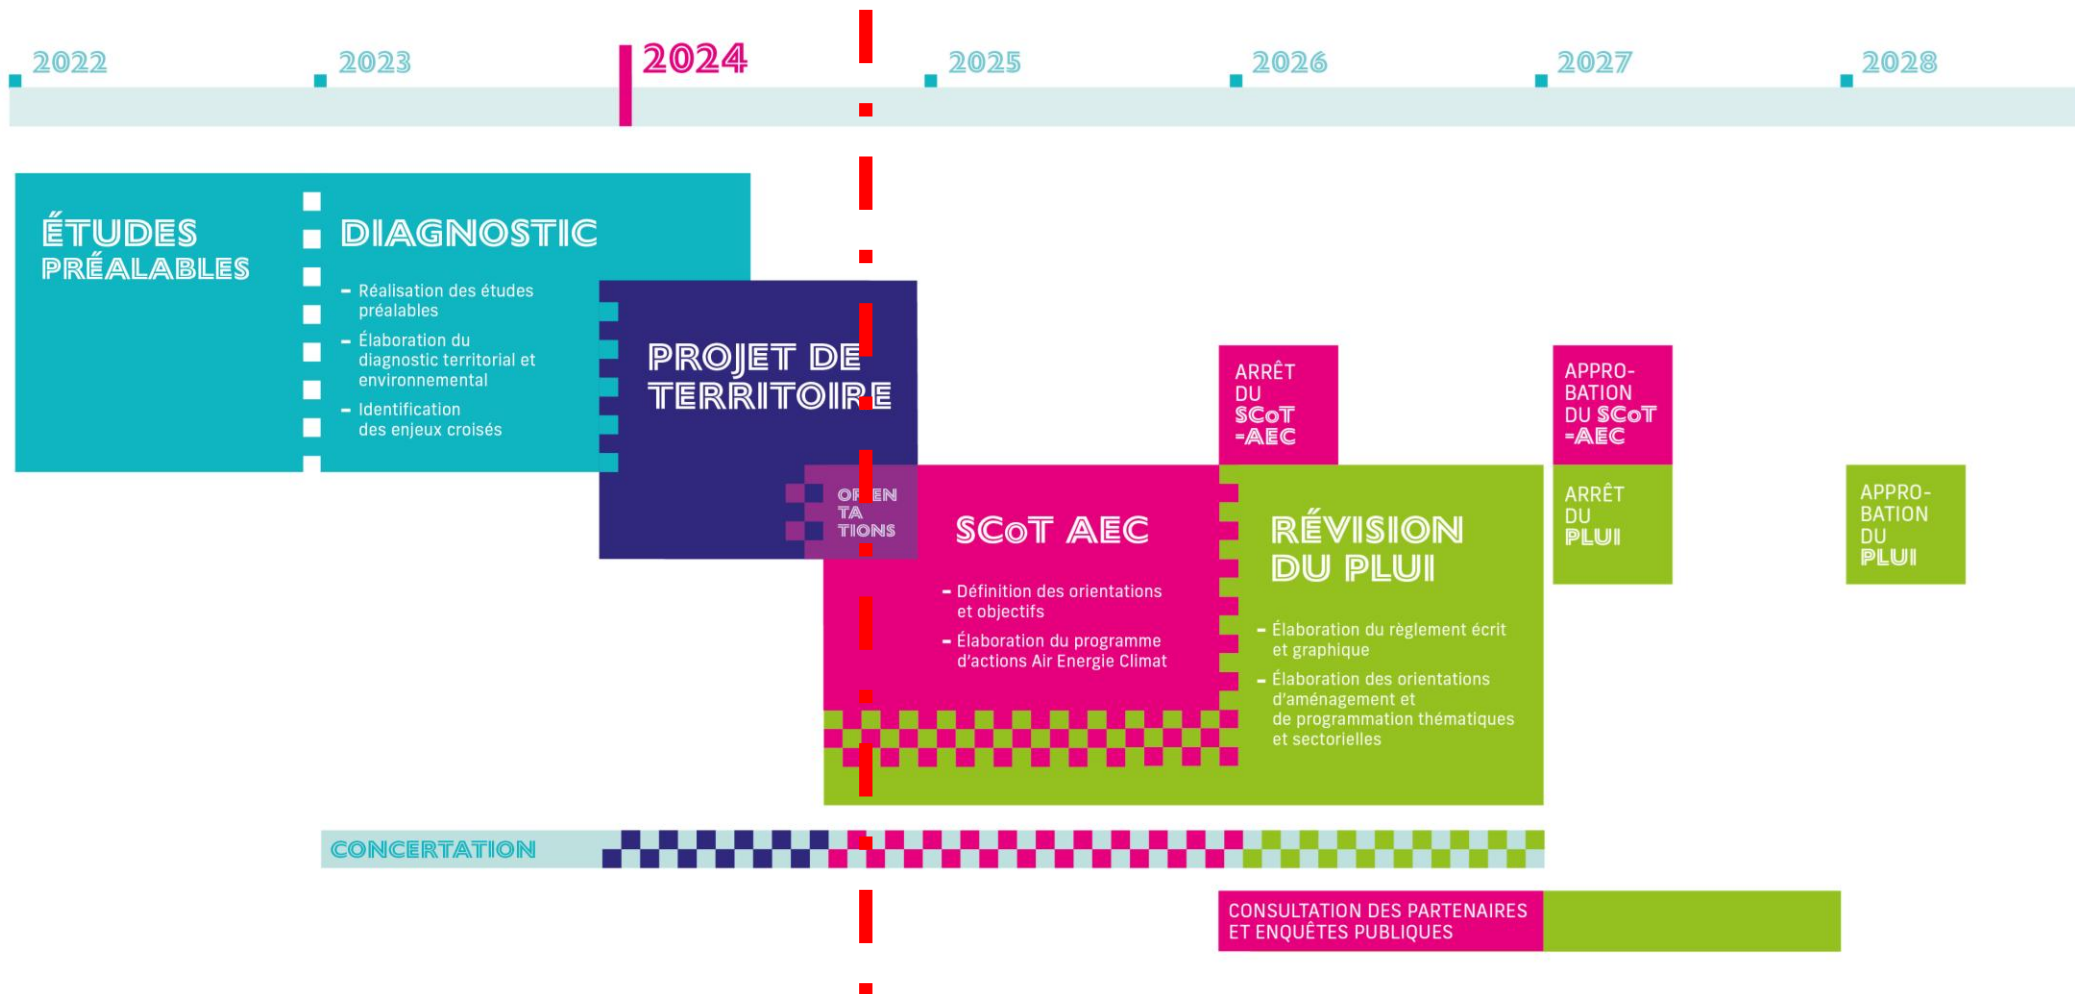 2022
2023
2024
2025
2026
2027
2028
ÉTUDES
PRÉALABLES
DIAGNOSTIC
– Réalisation des études
préalables
– Élaboration du
diagnostic territorial et
environnemental
– Identification
des enjeux croisés
PROJET DE
TERRITOIRE
ORIEN
TA
TIONS
SCoT AEC
– Définition des orientations
et objectifs
– Élaboration du programme
d'actions Air Energie Climat
ARRÊT
DU
SCoT
-AEC
RÉVISION
DU PLUI
– Élaboration du règlement écrit
et graphique
– Élaboration des orientations
d'aménagement et
de programmation thématiques
et sectorielles
APPRO-
BATION
DU SCoT
-AEC
ARRÊT
DU
PLUI
APPRO-
BATION
DU
PLUI
CONCERTATION
CONSULTATION DES PARTENAIRES
ET ENQUÊTES PUBLIQUES